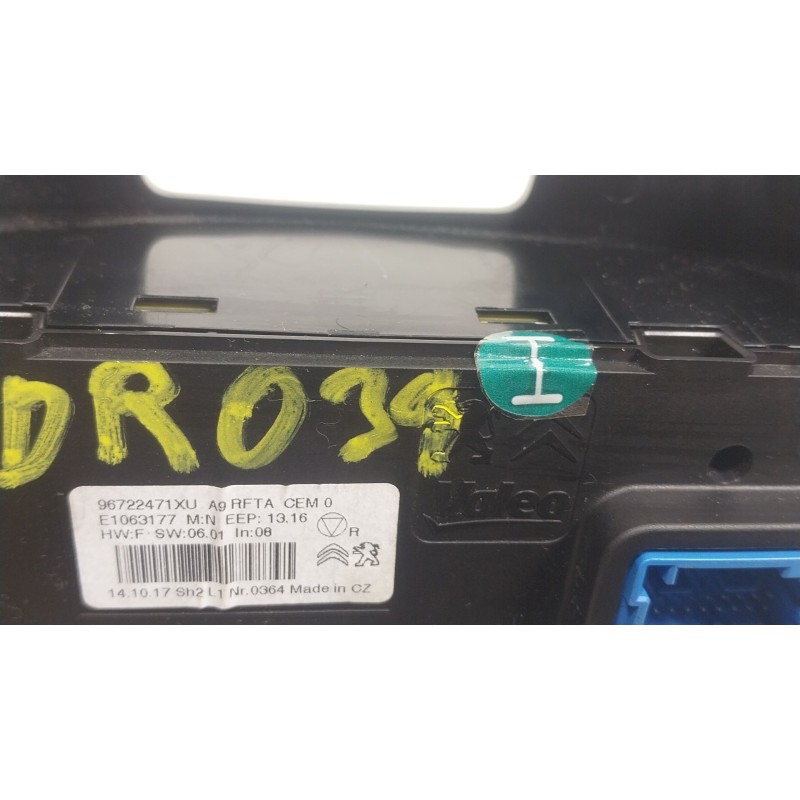 H
DR039
Valeo
96722471XU A9 RFTA CEM 0
E1063177 M:N EEP: 13.16
R
HW:F SW:06.01 In:08
14.10.17 Sh2 L1 Nr.0364 Made in CZ